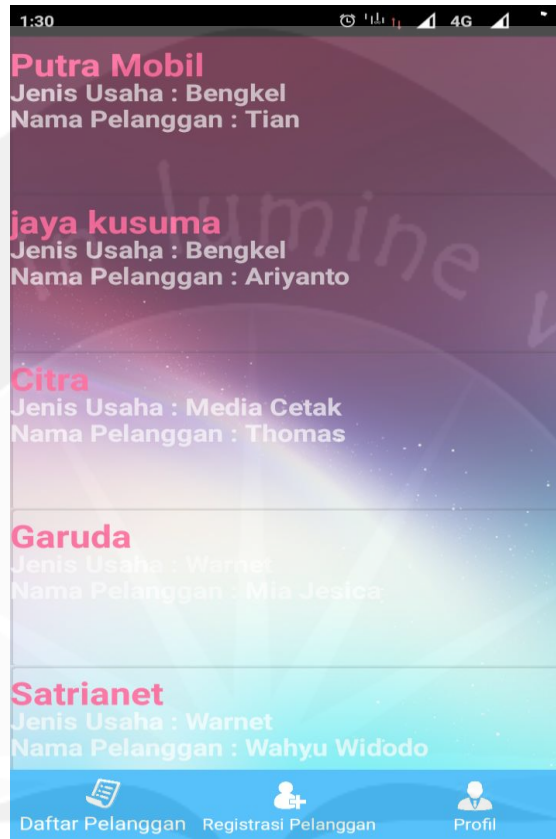 1:30
4G
Putra Mobil
Jenis Usaha : Bengkel
Nama Pelanggan : Tian
jaya kusuma
Jenis Usaha : Bengkel
Nama Pelanggan : Ariyanto
Citra
Jenis Usaha : Media Cetak
Nama Pelanggan : Thomas
Garuda
Jenis Usaha : Warnet
Nama Pelanggan : Mia Jesica
Satrianet
Jenis Usaha : Warnet
Nama Pelanggan : Wahyu Widodo
Daftar Pelanggan
Registrasi Pelanggan
Profil
lumine